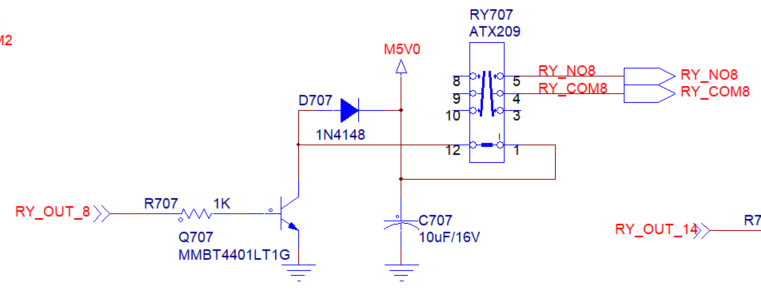 M2
RY707
ATX209
M5V0
8
5
RY_NO8
RY_NO8
9
4
RY_COM8
RY_COM8
10
3
D707
1N4148
12
1
R707
1K
RY_OUT_8
Q707
MMBT4401LT1G
C707
10uF/16V
RY_OUT_14
R7